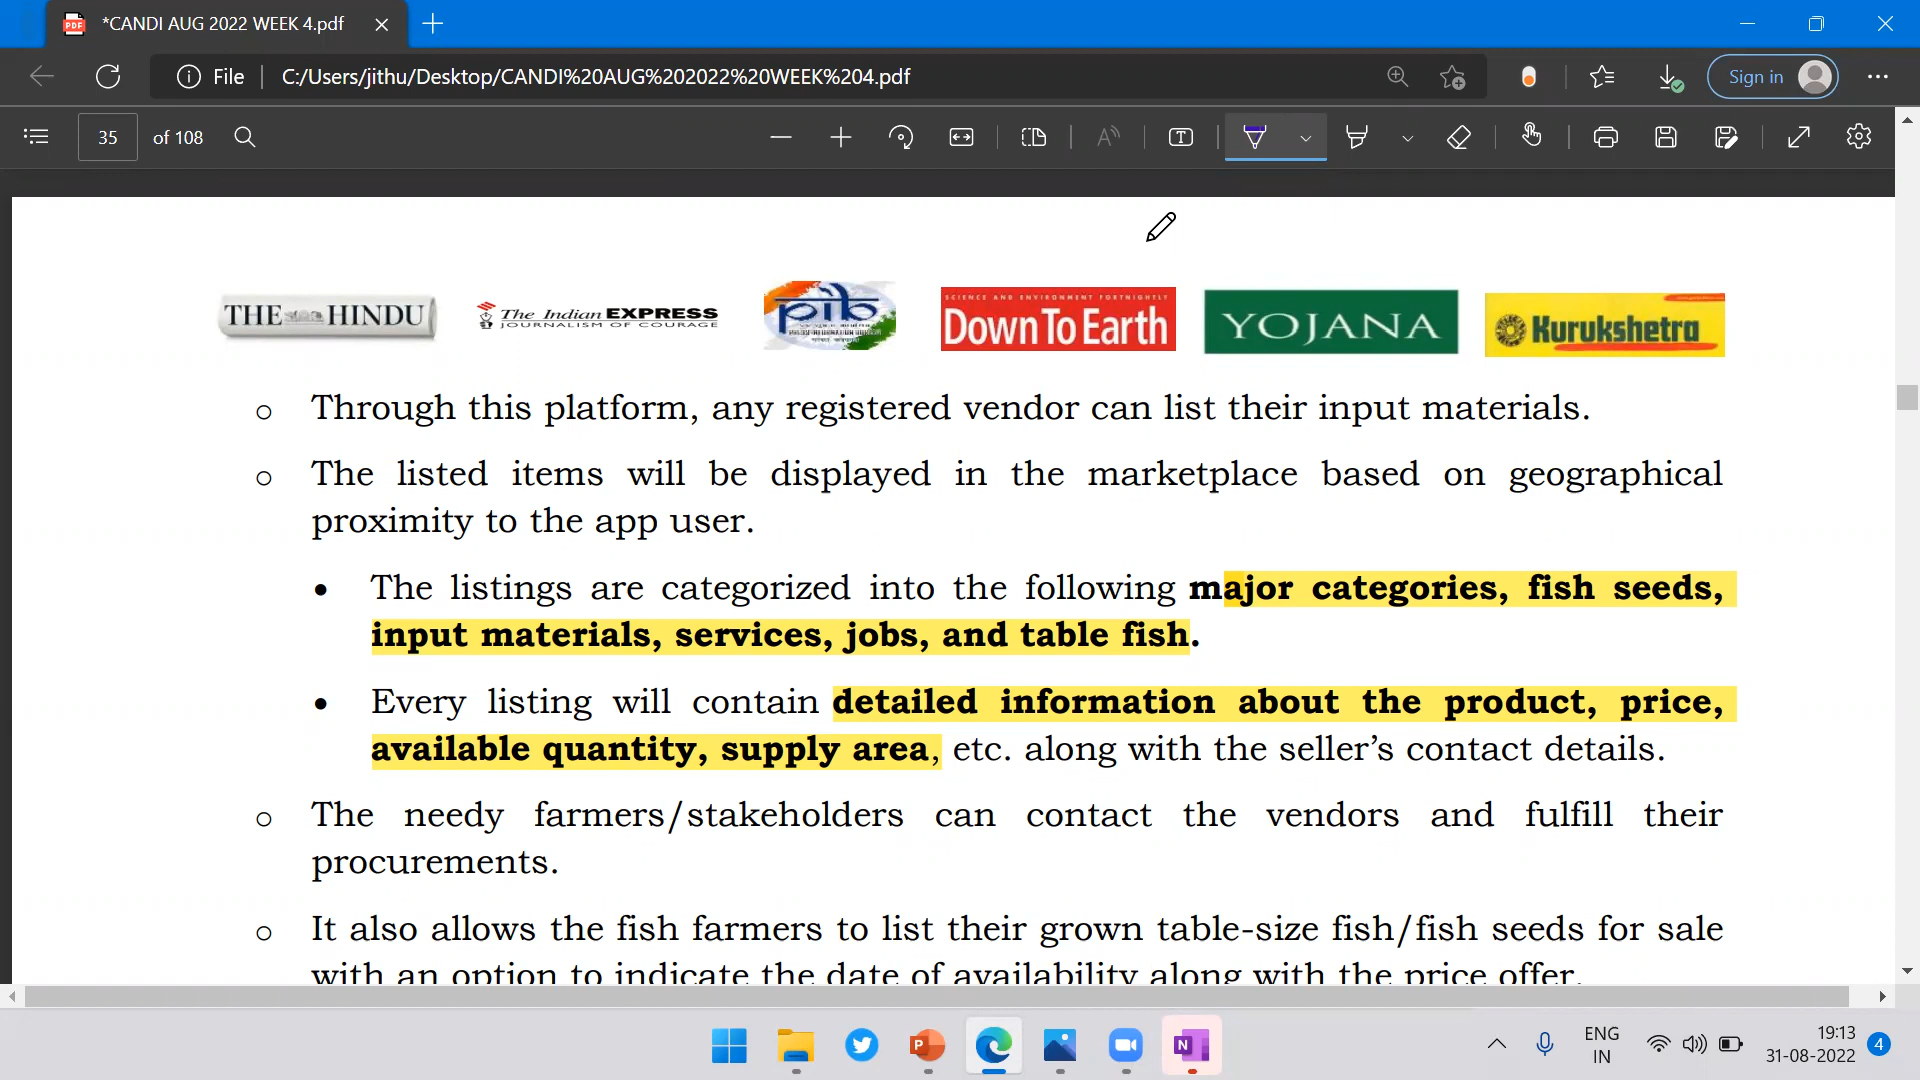 *CANDI AUG 2022 WEEK 4.pdf
File
C:/Users/jithu/Desktop/CANDI%20AUG%202022%20WEEK%204.pdf
Sign in
35 of 108
THE HINDU
The Indian EXPRESS
JOURNALISM OF COURAGE
pib
SCIENCE AND ENVIRONMENT FORTNIGHTLY
Down To Earth
YOJANA
Kurukshetra
o Through this platform, any registered vendor can list their input materials.
o The listed items will be displayed in the marketplace based on geographical
proximity to the app user.
• The listings are categorized into the following major categories, fish seeds,
input materials, services, jobs, and table fish.
• Every listing will contain detailed information about the product, price,
available quantity, supply area, etc. along with the seller’s contact details.
o The needy farmers/stakeholders can contact the vendors and fulfill their
procurements.
o It also allows the fish farmers to list their grown table-size fish/fish seeds for sale
with an option to indicate the date of availability along with the price offer.
ENG
IN
19:13
31-08-2022
4